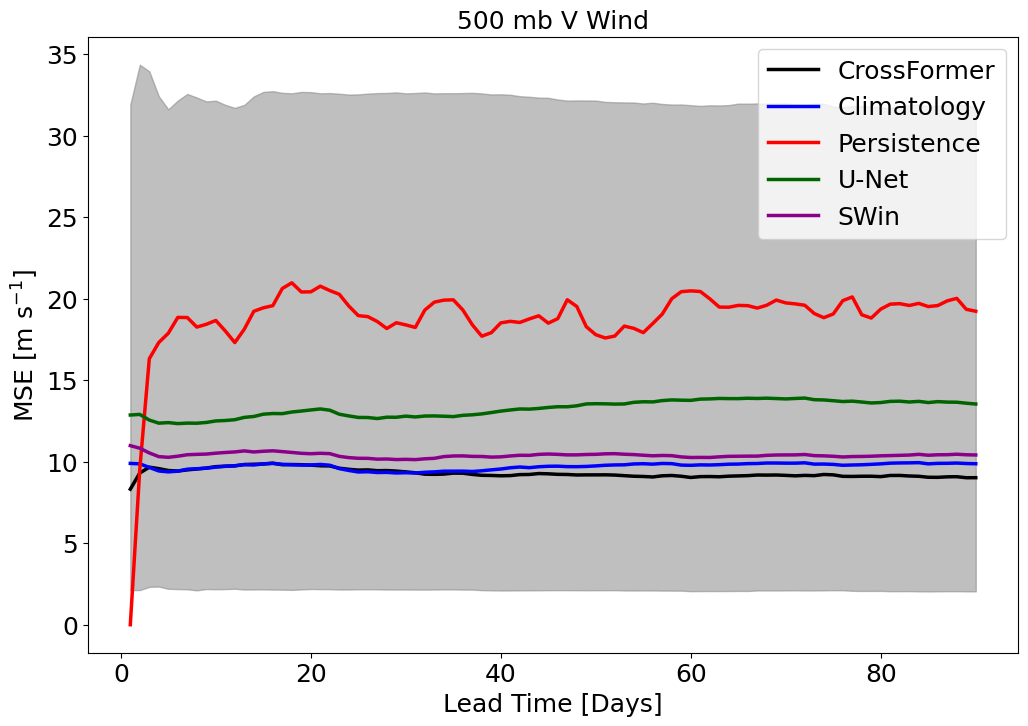 500 mb V Wind
35
30
25
20
15
10
5
0
MSE [m s⁻¹]
CrossFormer
Climatology
Persistence
U-Net
SWin
0 20 40 60 80
Lead Time [Days]